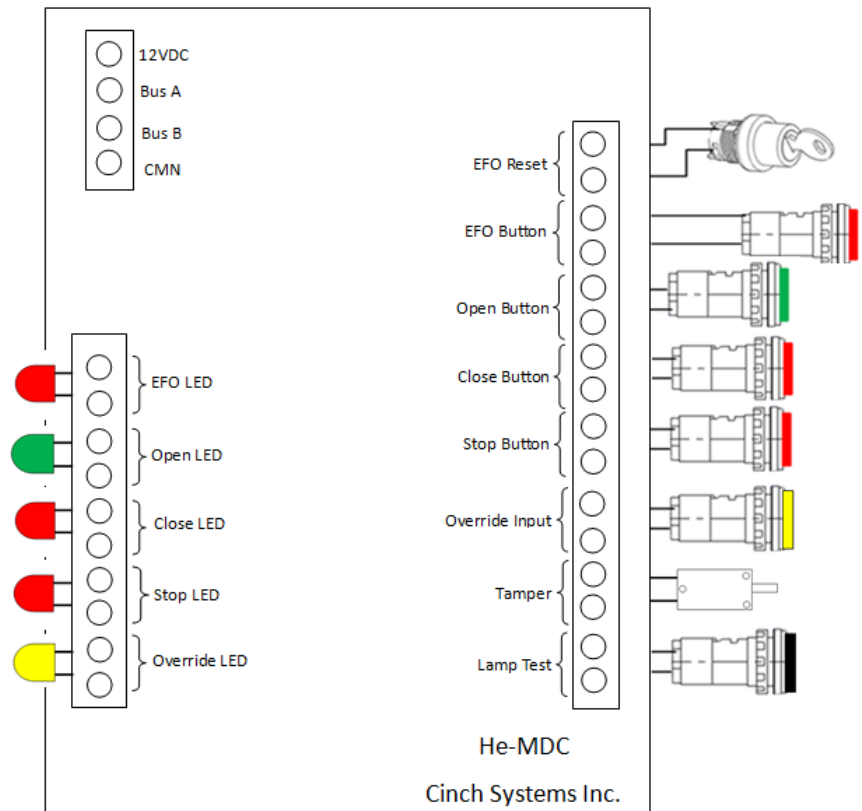 12VDC
Bus A
Bus B
CMN
EFO Reset
EFO Button
Open Button
Close Button
Stop Button
Override Input
Tamper
Lamp Test
EFO LED
Open LED
Close LED
Stop LED
Override LED
He-MDC
Cinch Systems Inc.